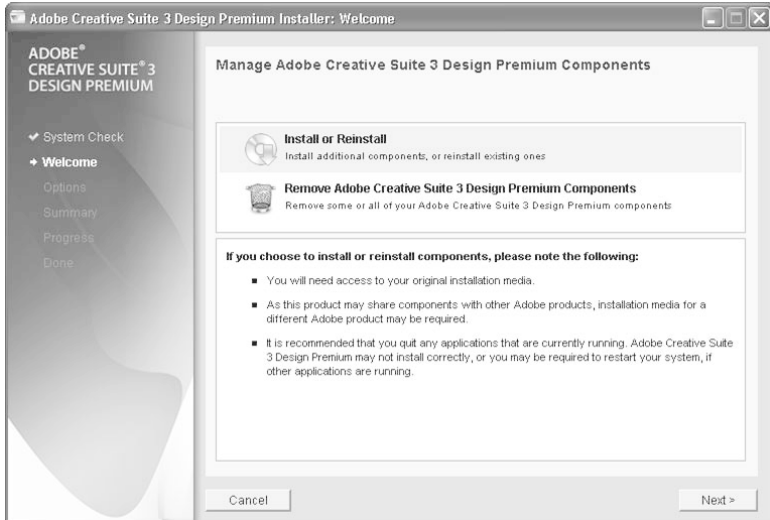 Adobe Creative Suite 3 Design Premium Installer: Welcome
ADOBE®
CREATIVE SUITE® 3
DESIGN PREMIUM
System Check
Welcome
Options
Summary
Progress
Done
Manage Adobe Creative Suite 3 Design Premium Components
Install or Reinstall
Install additional components, or reinstall existing ones
Remove Adobe Creative Suite 3 Design Premium Components
Remove some or all of your Adobe Creative Suite 3 Design Premium components
If you choose to install or reinstall components, please note the following:
You will need access to your original installation media.
As this product may share components with other Adobe products, installation media for a
different Adobe product may be required.
It is recommended that you quit any applications that are currently running. Adobe Creative Suite
3 Design Premium may not install correctly, or you may be required to restart your system, if
other applications are running.
Cancel
Next >